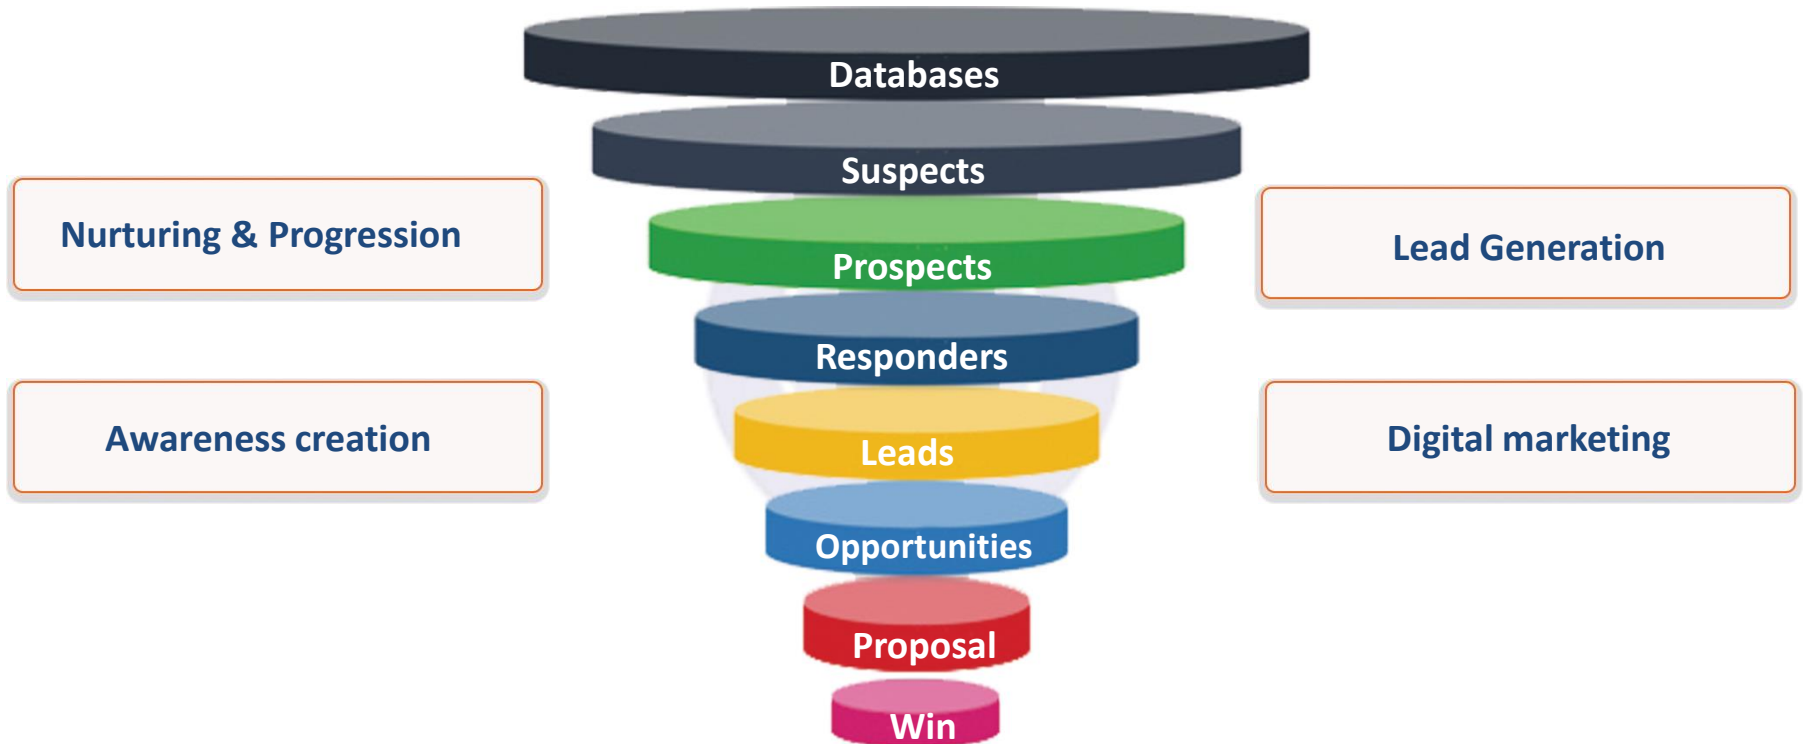 Databases
Suspects
Nurturing & Progression
Lead Generation
Prospects
Responders
Awareness creation
Digital marketing
Leads
Opportunities
Proposal
Win